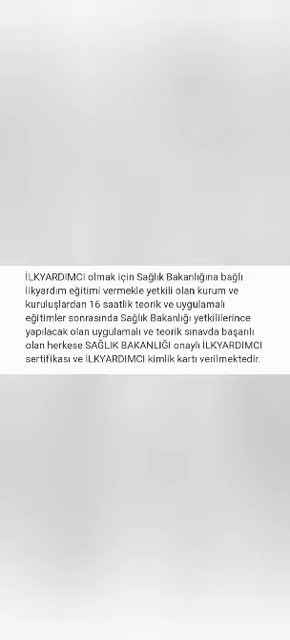 İLKYARDIMCI olmak için Sağlık Bakanlığına bağlı
İlkyardım eğitimi vermekle yetkili olan kurum ve
kuruluşlardan 16 saatlik teorik ve uygulamalı
eğitimler sonrasında Sağlık Bakanlığı yetkililerince
yapılacak olan uygulamalı ve teorik sınavda başarılı
olan herkese SAĞLIK BAKANLIĞI onaylı İLKYARDIMCI
sertifikası ve İLKYARDIMCI kimlik kartı verilmektedir.